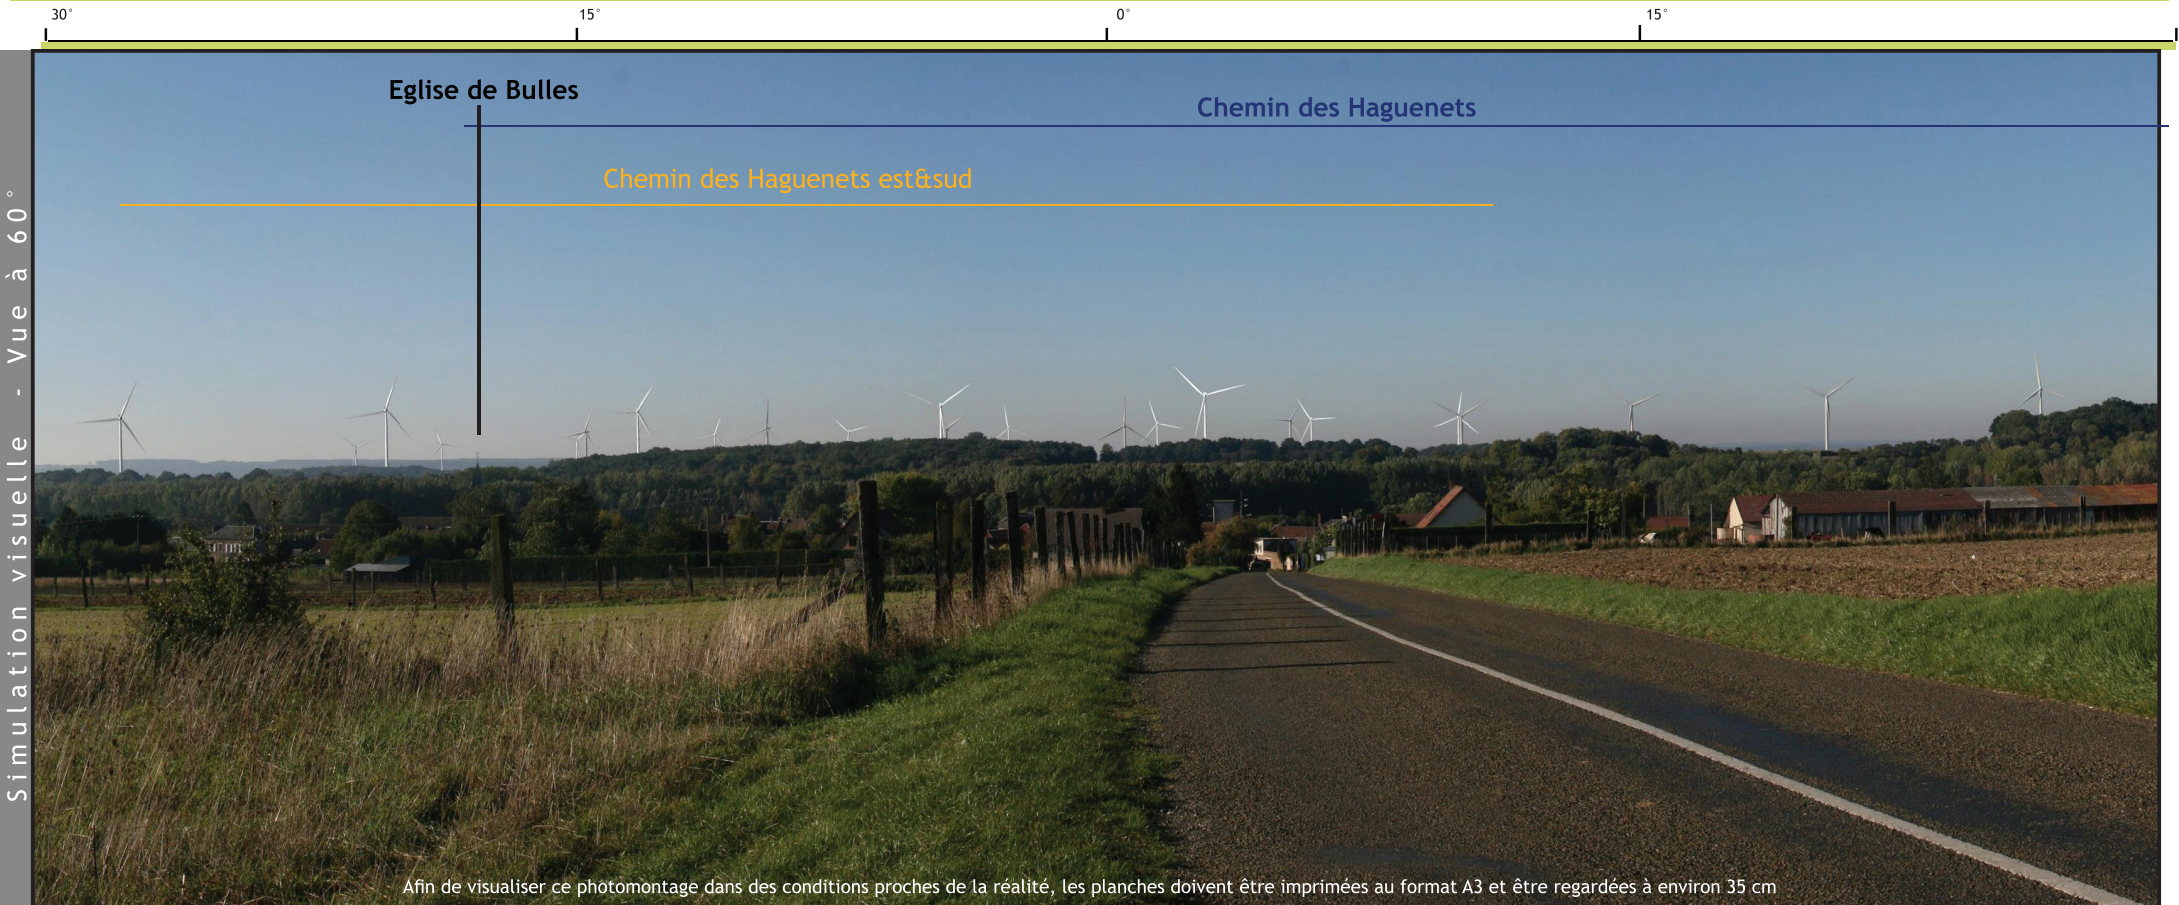 30° 15° 0° 15°
Eglise de Bulles
Chemin des Haguenets
Chemin des Haguenets est&sud
Simulation visuelle - Vue à 60°
Afin de visualiser ce photomontage dans des conditions proches de la réalité, les planches doivent être imprimées au format A3 et être regardées à environ 35 cm